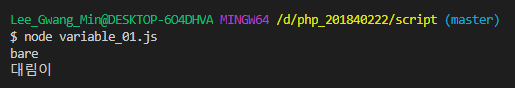 Lee_Gwang_Min@DESKTOP-6O4DHVA MINGW64 /d/php_201840222/script (master)
$ node variable_01.js
bare
대림이